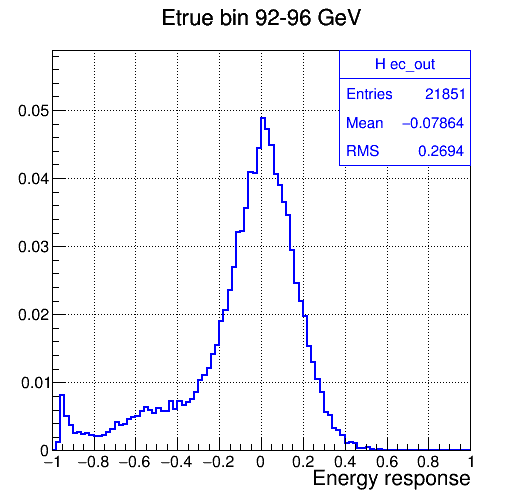 Etrue bin 92-96 GeV
H ec_out
Entries 21851
Mean −0.07864
RMS 0.2694
0.05
0.04
0.03
0.02
0.01
0
−1 −0.8 −0.6 −0.4 −0.2 0 0.2 0.4 0.6 0.8 1
Energy response